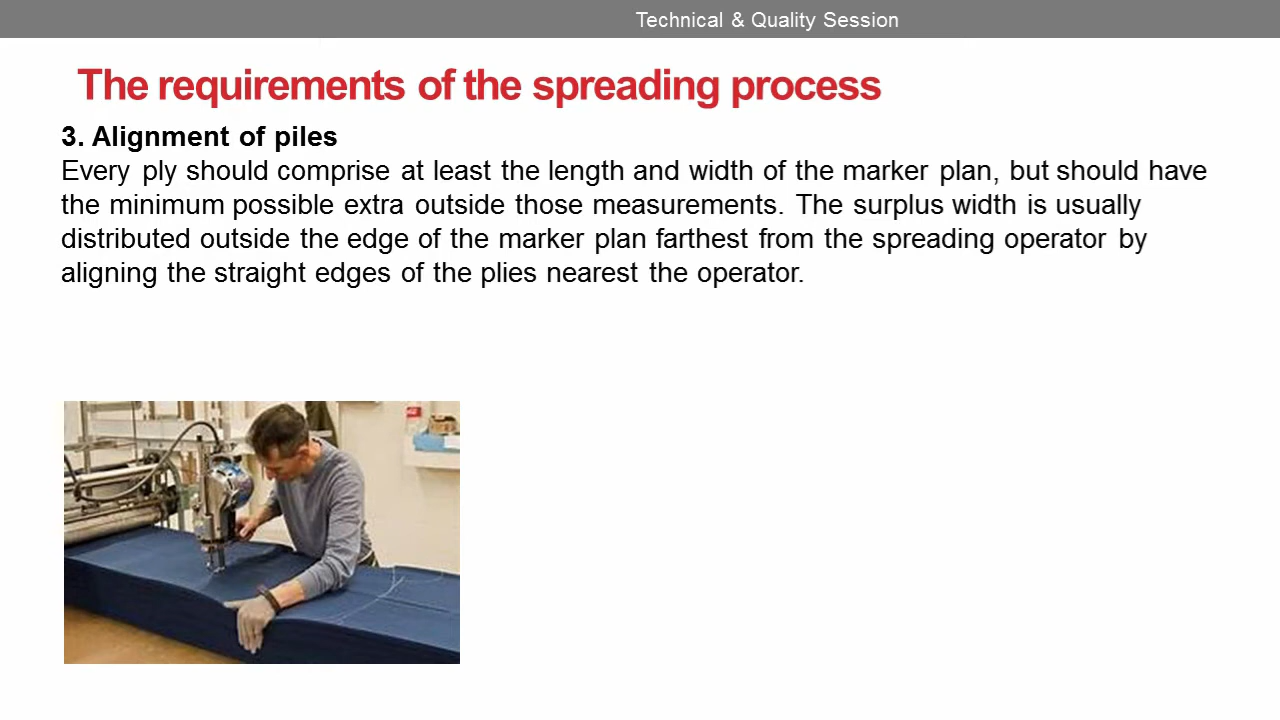 Technical & Quality Session
The requirements of the spreading process
3. Alignment of piles
Every ply should comprise at least the length and width of the marker plan, but should have
the minimum possible extra outside those measurements. The surplus width is usually
distributed outside the edge of the marker plan farthest from the spreading operator by
aligning the straight edges of the plies nearest the operator.